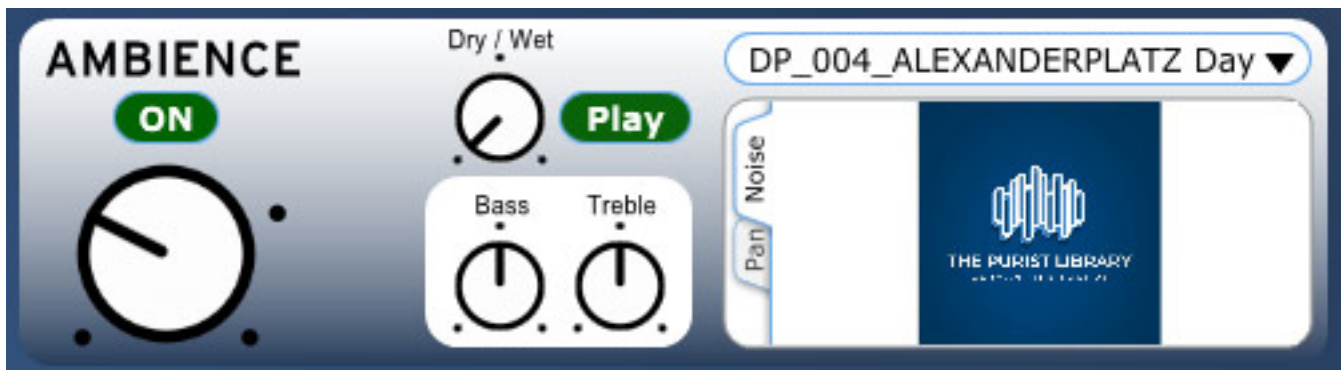 AMBIENCE
ON
Dry / Wet
Play
Bass Treble
DP_004_ALEXANDERPLATZ Day
Noise
Pan
THE PURIST LIBRARY